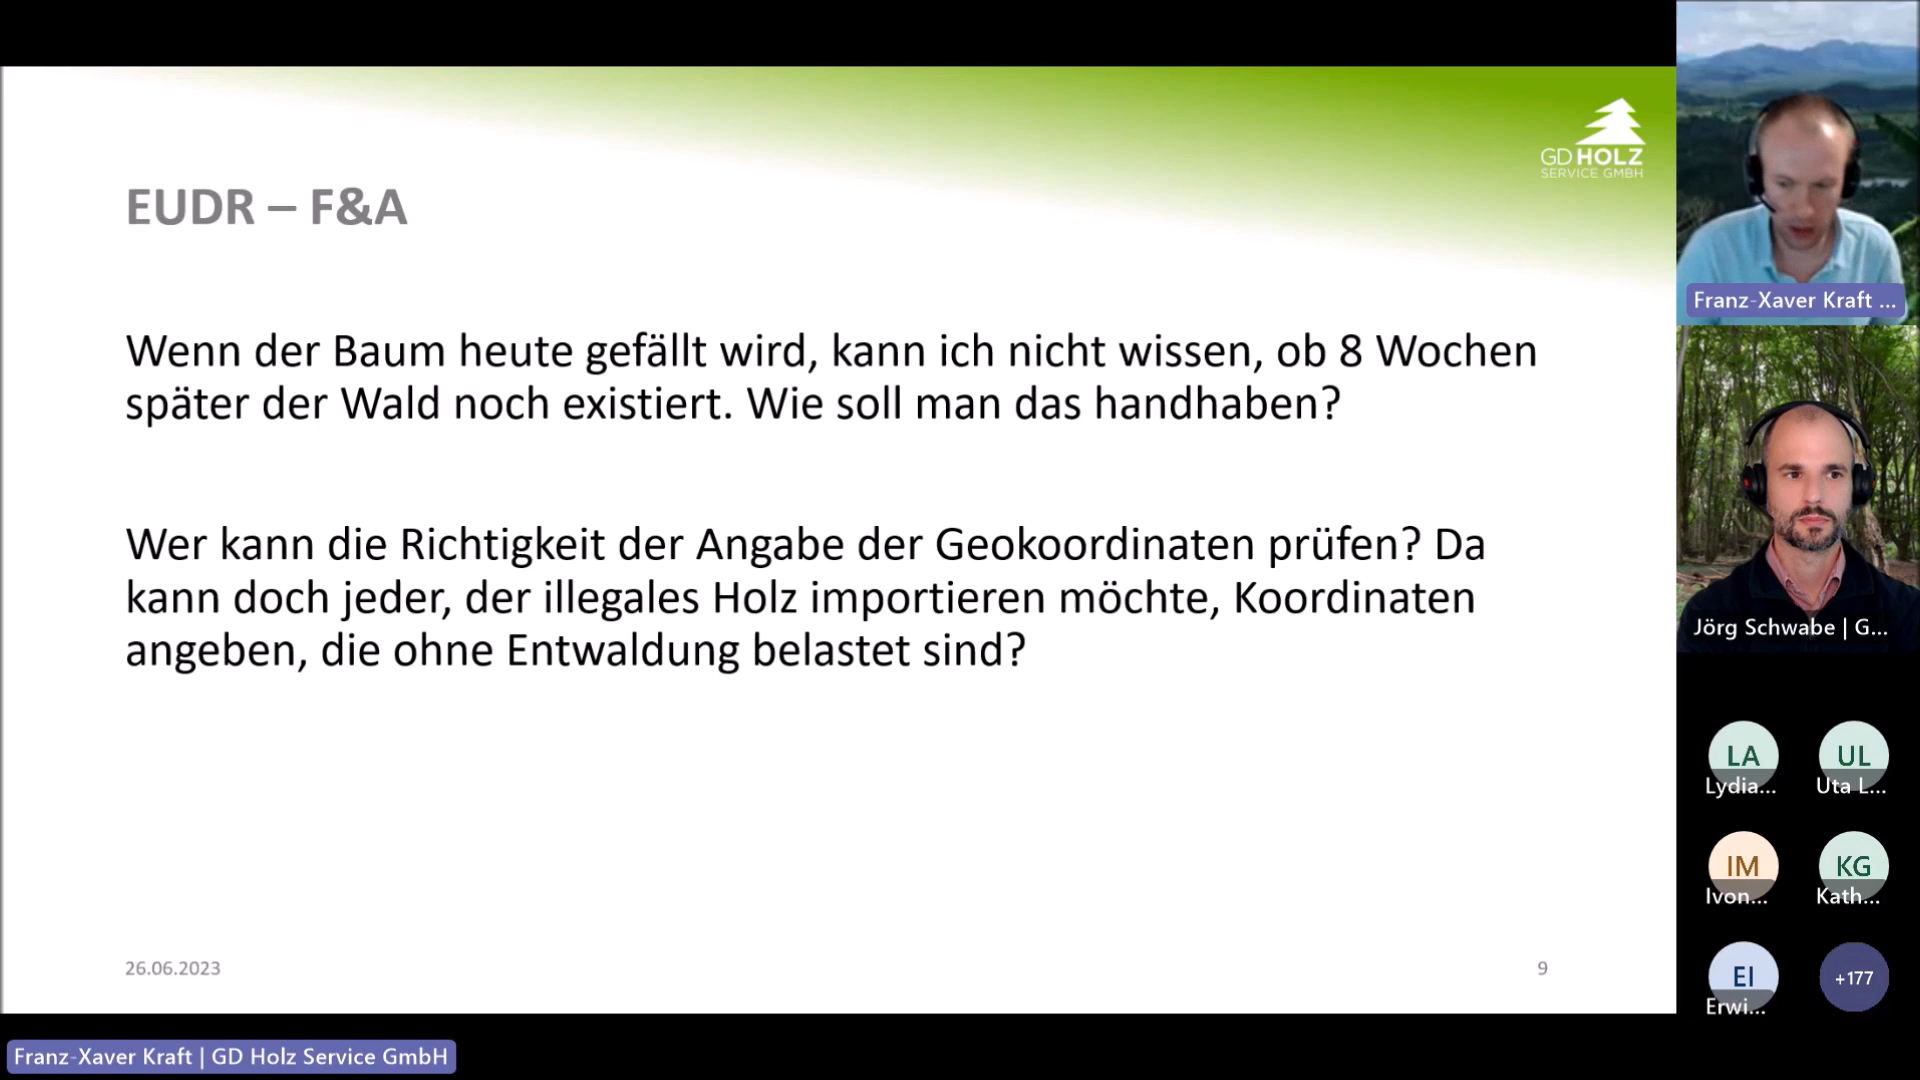 GD HOLZ
SERVICE GMBH
EUDR – F&A
Wenn der Baum heute gefällt wird, kann ich nicht wissen, ob 8 Wochen
später der Wald noch existiert. Wie soll man das handhaben?
Wer kann die Richtigkeit der Angabe der Geokoordinaten prüfen? Da
kann doch jeder, der illegales Holz importieren möchte, Koordinaten
angeben, die ohne Entwaldung belastet sind?
26.06.2023
9
Franz-Xaver Kraft | GD Holz Service GmbH
Franz-Xaver Kraft ...
Jörg Schwabe | G...
LA
UL
Lydia...
Uta L...
IM
KG
Ivon...
Kath...
EI
+177
Erwi...